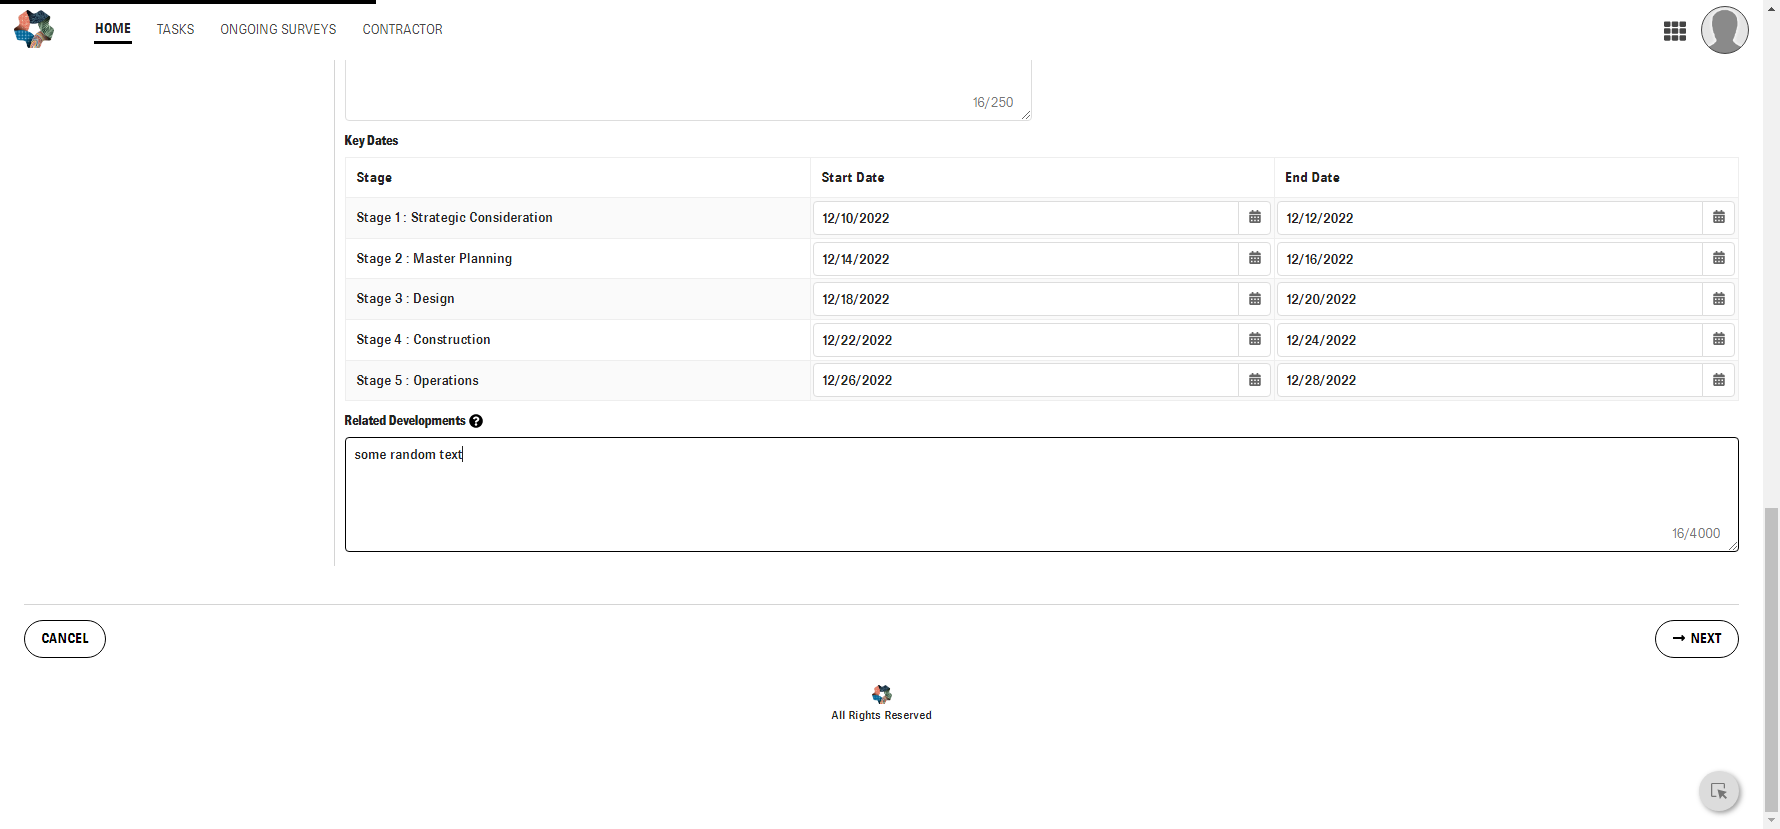 HOME TASKS ONGOING SURVEYS CONTRACTOR
16/250
Key Dates
Stage Start Date End Date
Stage 1 : Strategic Consideration 12/10/2022 12/12/2022
Stage 2 : Master Planning 12/14/2022 12/16/2022
Stage 3 : Design 12/18/2022 12/20/2022
Stage 4 : Construction 12/22/2022 12/24/2022
Stage 5 : Operations 12/26/2022 12/28/2022
Related Developments ?
some random text
16/4000
CANCEL → NEXT
All Rights Reserved